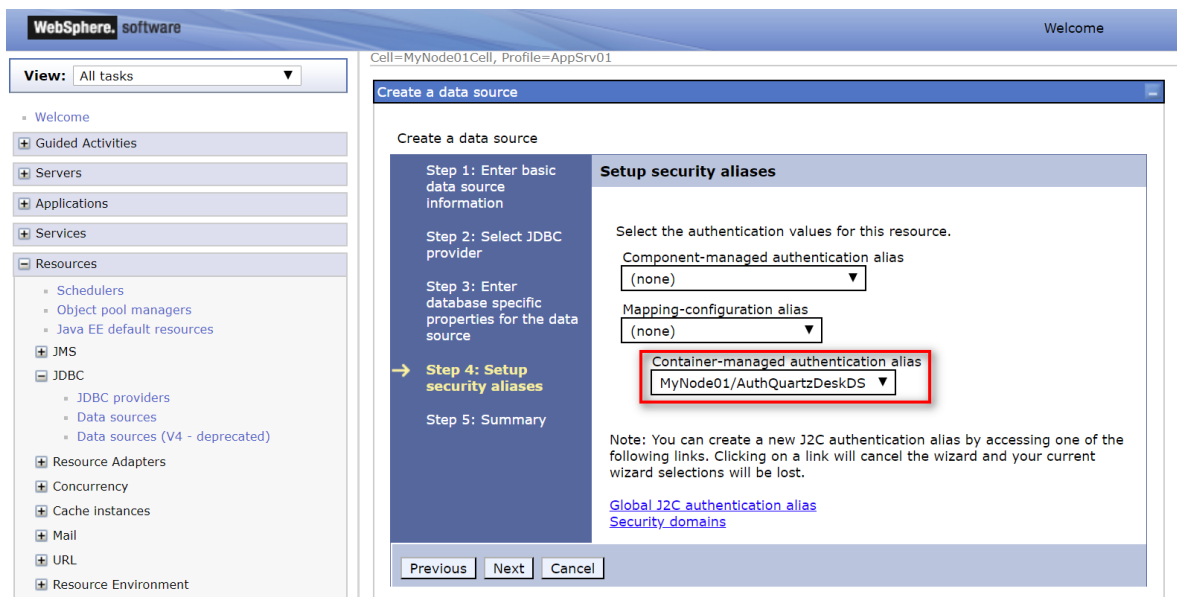 WebSphere. software
Welcome
View: All tasks
Welcome
Guided Activities
Servers
Applications
Services
Resources
Schedulers
Object pool managers
Java EE default resources
JMS
JDBC
JDBC providers
Data sources
Data sources (V4 - deprecated)
Resource Adapters
Concurrency
Cache instances
Mail
URL
Resource Environment
Cell=MyNode01Cell, Profile=AppSrv01
Create a data source
Create a data source
Step 1: Enter basic
data source
information
Step 2: Select JDBC
provider
Step 3: Enter
database specific
properties for the data
source
Step 4: Setup
security aliases
Step 5: Summary
Setup security aliases
Select the authentication values for this resource.
Component-managed authentication alias
(none)
Mapping-configuration alias
(none)
Container-managed authentication alias
MyNode01/AuthQuartzDeskDS
Note: You can create a new J2C authentication alias by accessing one of the
following links. Clicking on a link will cancel the wizard and your current
wizard selections will be lost.
Global J2C authentication alias
Security domains
Previous Next Cancel